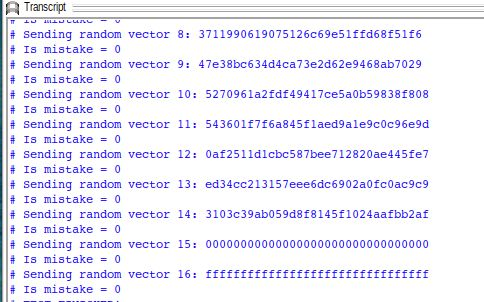 Transcript
# Is mistake = 0
# Sending random vector 8: 3711990619075126c69e51ffd68f51f6
# Is mistake = 0
# Sending random vector 9: 47e38bc634d4ca73e2d62e9468ab7029
# Is mistake = 0
# Sending random vector 10: 5270961a2fdf49417ce5a0b59838f808
# Is mistake = 0
# Sending random vector 11: 543601f7f6a845f1aed9a1e9c0c96e9d
# Is mistake = 0
# Sending random vector 12: 0af2511d1cbc587bee712820ae445fe7
# Is mistake = 0
# Sending random vector 13: ed34cc213157eee6dc6902a0fc0ac9c9
# Is mistake = 0
# Sending random vector 14: 3103c39ab059d8f8145f1024aafbb2af
# Is mistake = 0
# Sending random vector 15: 00000000000000000000000000000000
# Is mistake = 0
# Sending random vector 16: ffffffffffffffffffffffffffffffff
# Is mistake = 0